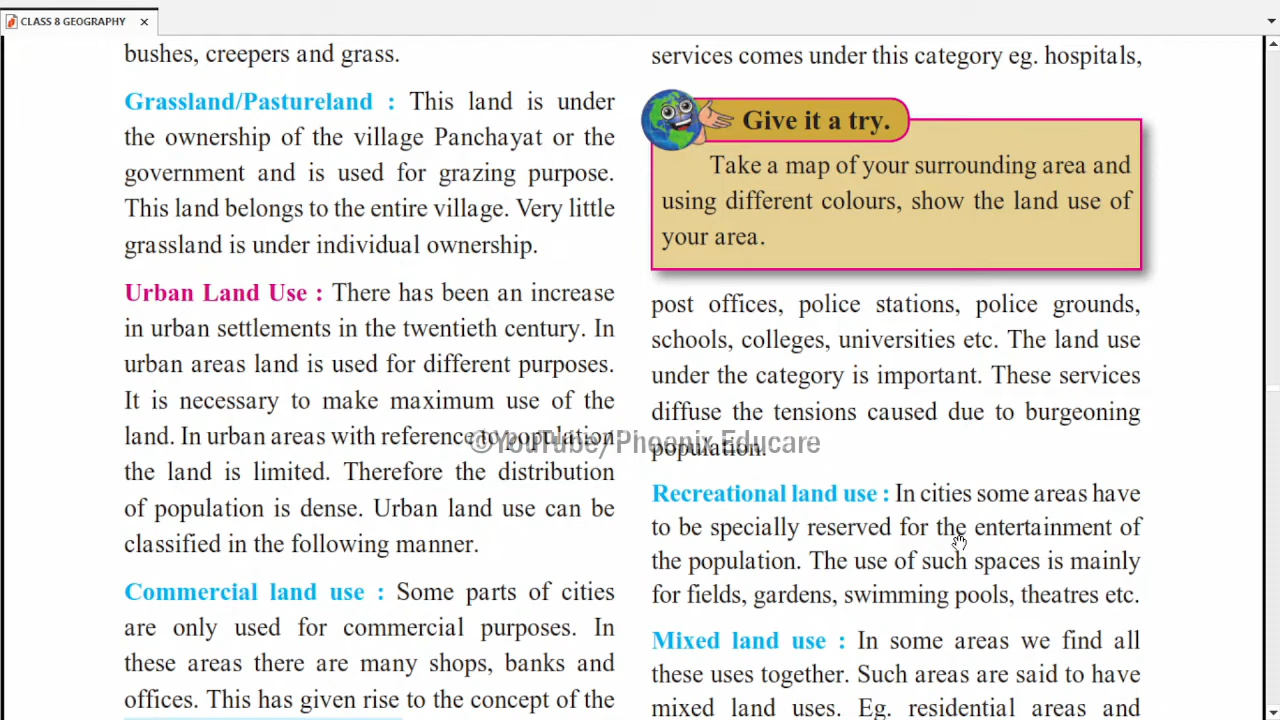 CLASS 8 GEOGRAPHY
bushes, creepers and grass.
Grassland/Pastureland : This land is under
the ownership of the village Panchayat or the
government and is used for grazing purpose.
This land belongs to the entire village. Very little
grassland is under individual ownership.
Urban Land Use : There has been an increase
in urban settlements in the twentieth century. In
urban areas land is used for different purposes.
It is necessary to make maximum use of the
land. In urban areas with reference to population
the land is limited. Therefore the distribution
of population is dense. Urban land use can be
classified in the following manner.
Commercial land use : Some parts of cities
are only used for commercial purposes. In
these areas there are many shops, banks and
offices. This has given rise to the concept of the
services comes under this category eg. hospitals,
Give it a try.
Take a map of your surrounding area and
using different colours, show the land use of
your area.
post offices, police stations, police grounds,
schools, colleges, universities etc. The land use
under the category is important. These services
diffuse the tensions caused due to burgeoning
population.
Recreational land use : In cities some areas have
to be specially reserved for the entertainment of
the population. The use of such spaces is mainly
for fields, gardens, swimming pools, theatres etc.
Mixed land use : In some areas we find all
these uses together. Such areas are said to have
mixed land uses. Eg. residential areas and
©YouTube/Phoenix Educare